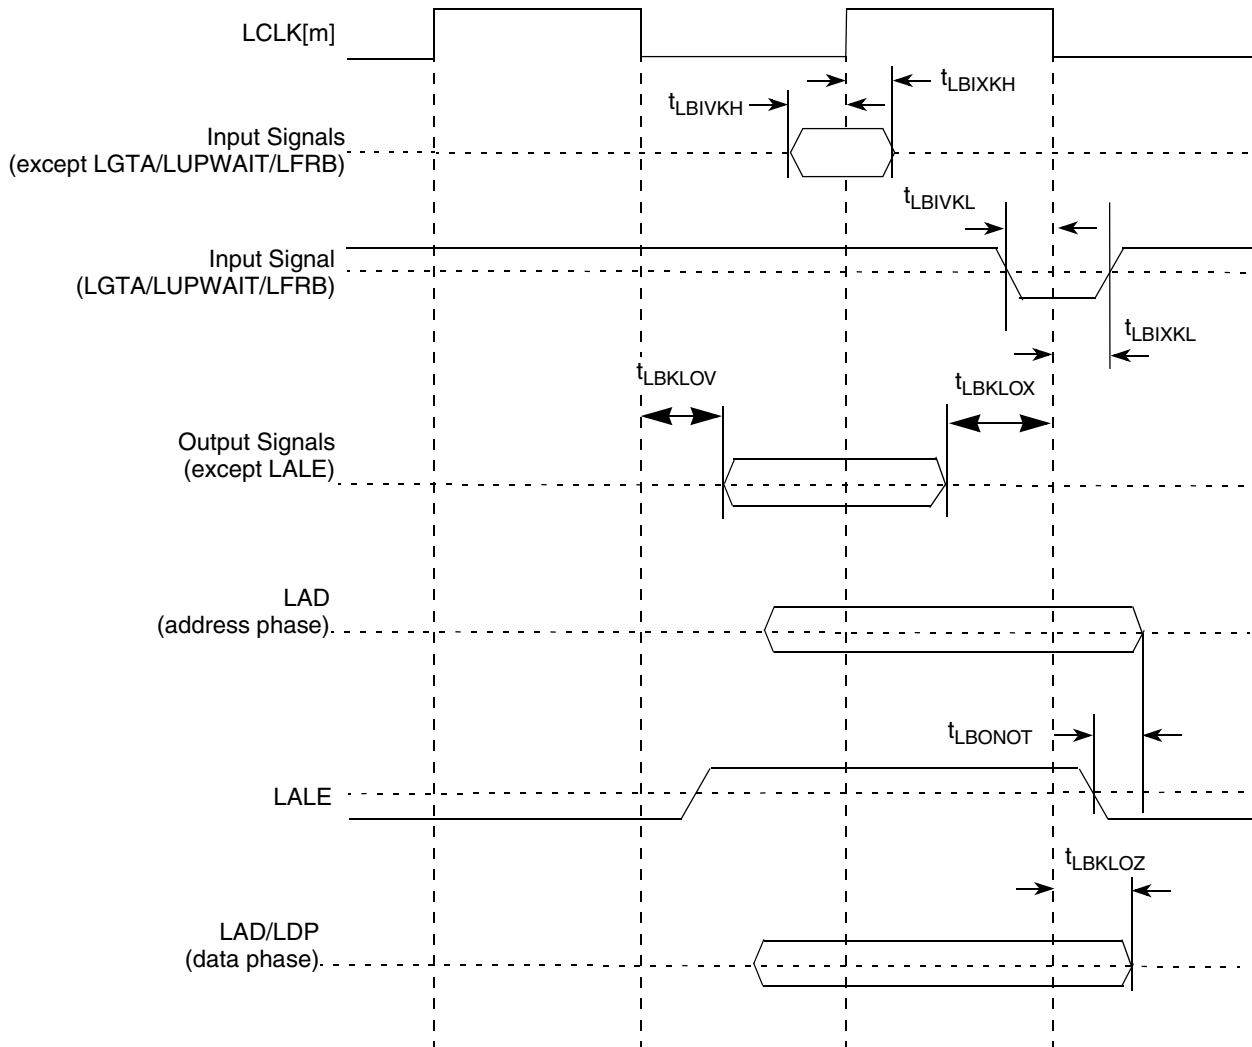 LCLK[m]
tLBIXKH
tLBIVKH
Input Signals
(except LGTA/LUPWAIT/LFRB)
tLBIVKL
Input Signal
(LGTA/LUPWAIT/LFRB)
tLBIXKL
tLBKLOV
tLBKLOX
Output Signals
(except LALE)
LAD
(address phase)
tLBONOT
LALE
tLBKLOZ
LAD/LDP
(data phase)